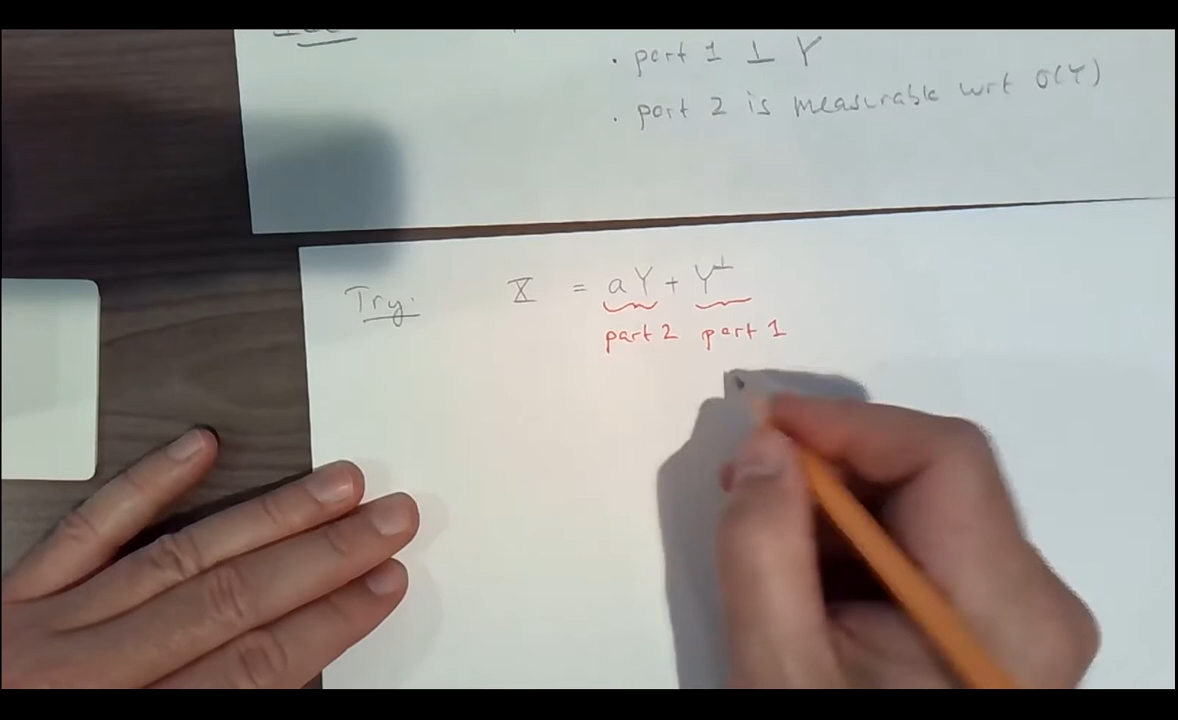 · part 1 ⊥ Y
· part 2 is measurable wrt σ(Y)
Try: X = aY + Y^⊥
part 2 part 1